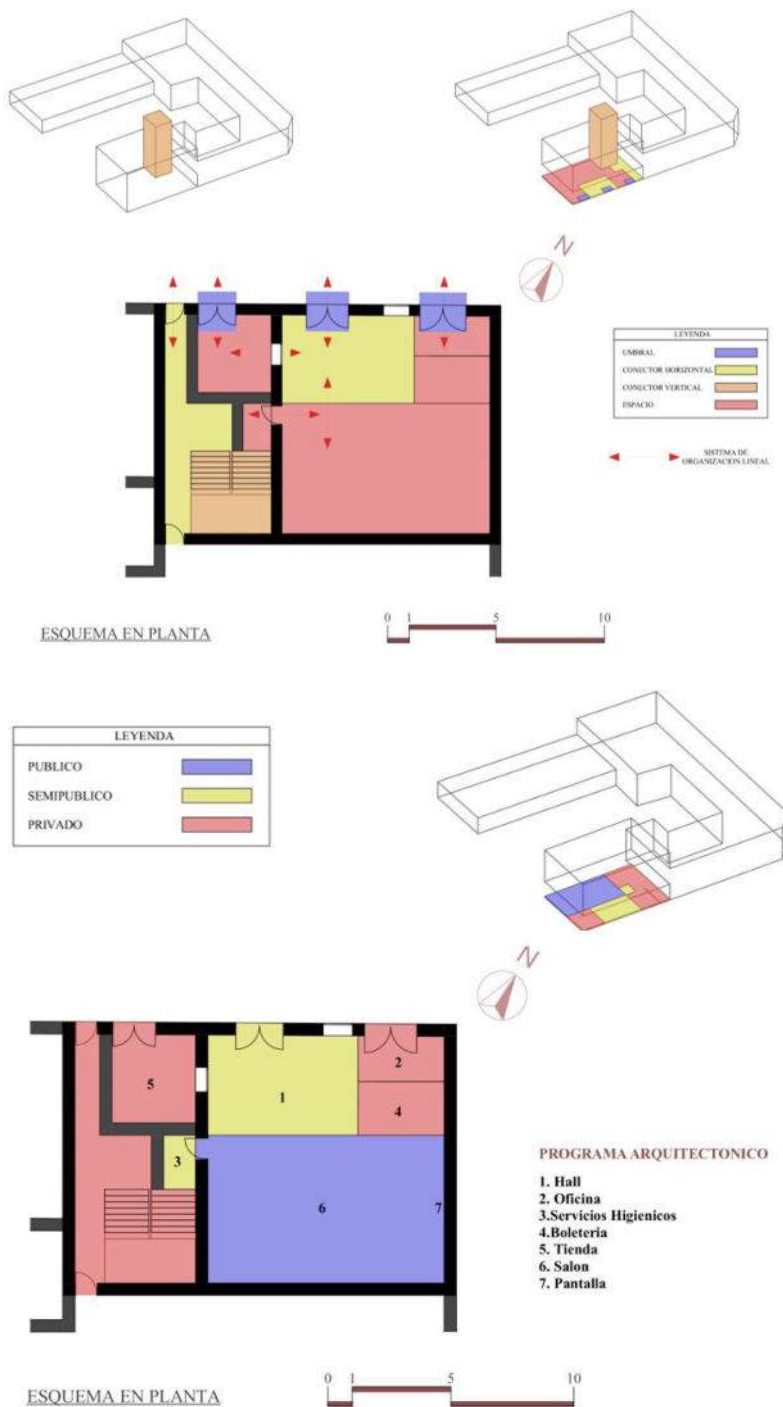 N
LEYENDA
UMBRAL
CONECTOR HORIZONTAL
CONECTOR VERTICAL
ESPACIO
SISTEMA DE
ORGANIZACION LINEAL
ESQUEMA EN PLANTA
0 1 5 10
LEYENDA
PUBLICO
SEMIPUBLICO
PRIVADO
N
5
1
2
4
3
6
7
PROGRAMA ARQUITECTONICO
1. Hall
2. Oficina
3.Servicios Higienicos
4.Boleteria
5. Tienda
6. Salon
7. Pantalla
ESQUEMA EN PLANTA
0 1 5 10